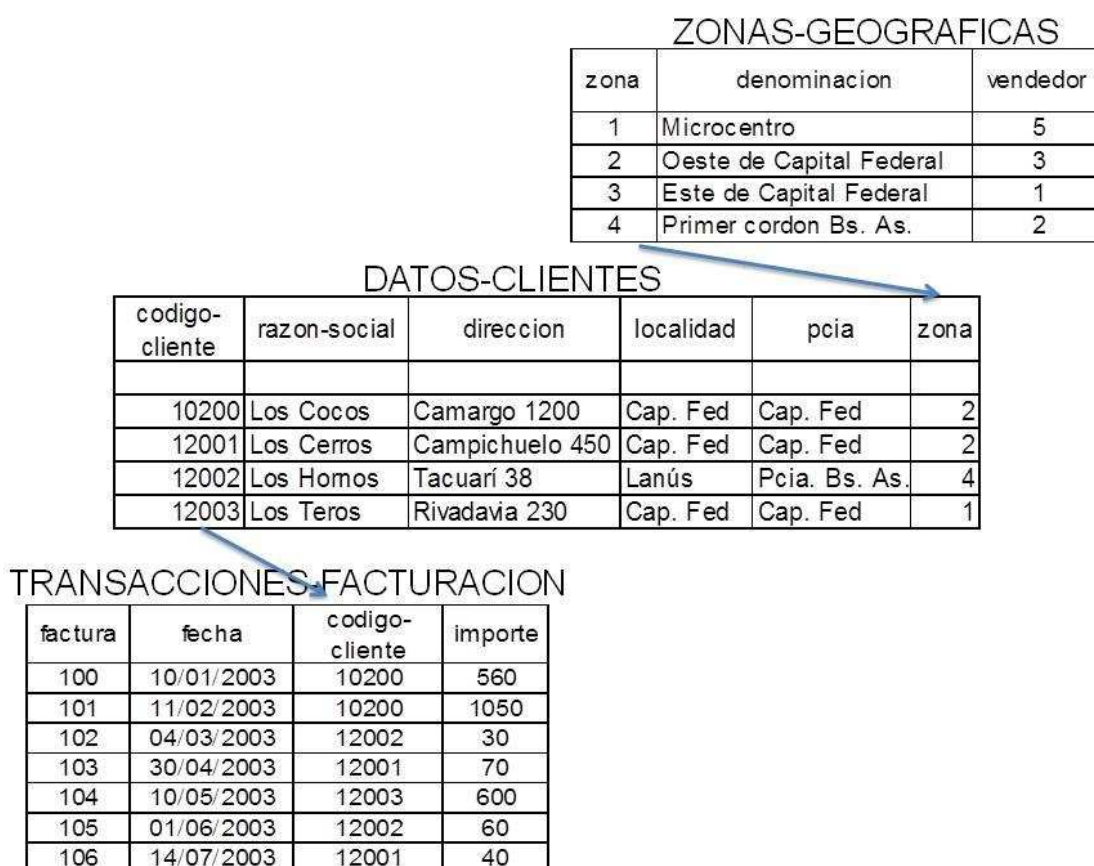 ZONAS-GEOGRAFICAS
zona denominacion vendedor
1 Microcentro 5
2 Oeste de Capital Federal 3
3 Este de Capital Federal 1
4 Primer cordon Bs. As. 2
DATOS-CLIENTES
codigo-
cliente razon-social direccion localidad pcia zona
10200 Los Cocos Camargo 1200 Cap. Fed Cap. Fed 2
12001 Los Cerros Campichuelo 450 Cap. Fed Cap. Fed 2
12002 Los Hornos Tacuarí 38 Lanús Pcia. Bs. As. 4
12003 Los Teros Rivadavia 230 Cap. Fed Cap. Fed 1
TRANSACCIONES-FACTURACION
factura fecha codigo-
cliente importe
100 10/01/2003 10200 560
101 11/02/2003 10200 1050
102 04/03/2003 12002 30
103 30/04/2003 12001 70
104 10/05/2003 12003 600
105 01/06/2003 12002 60
106 14/07/2003 12001 40